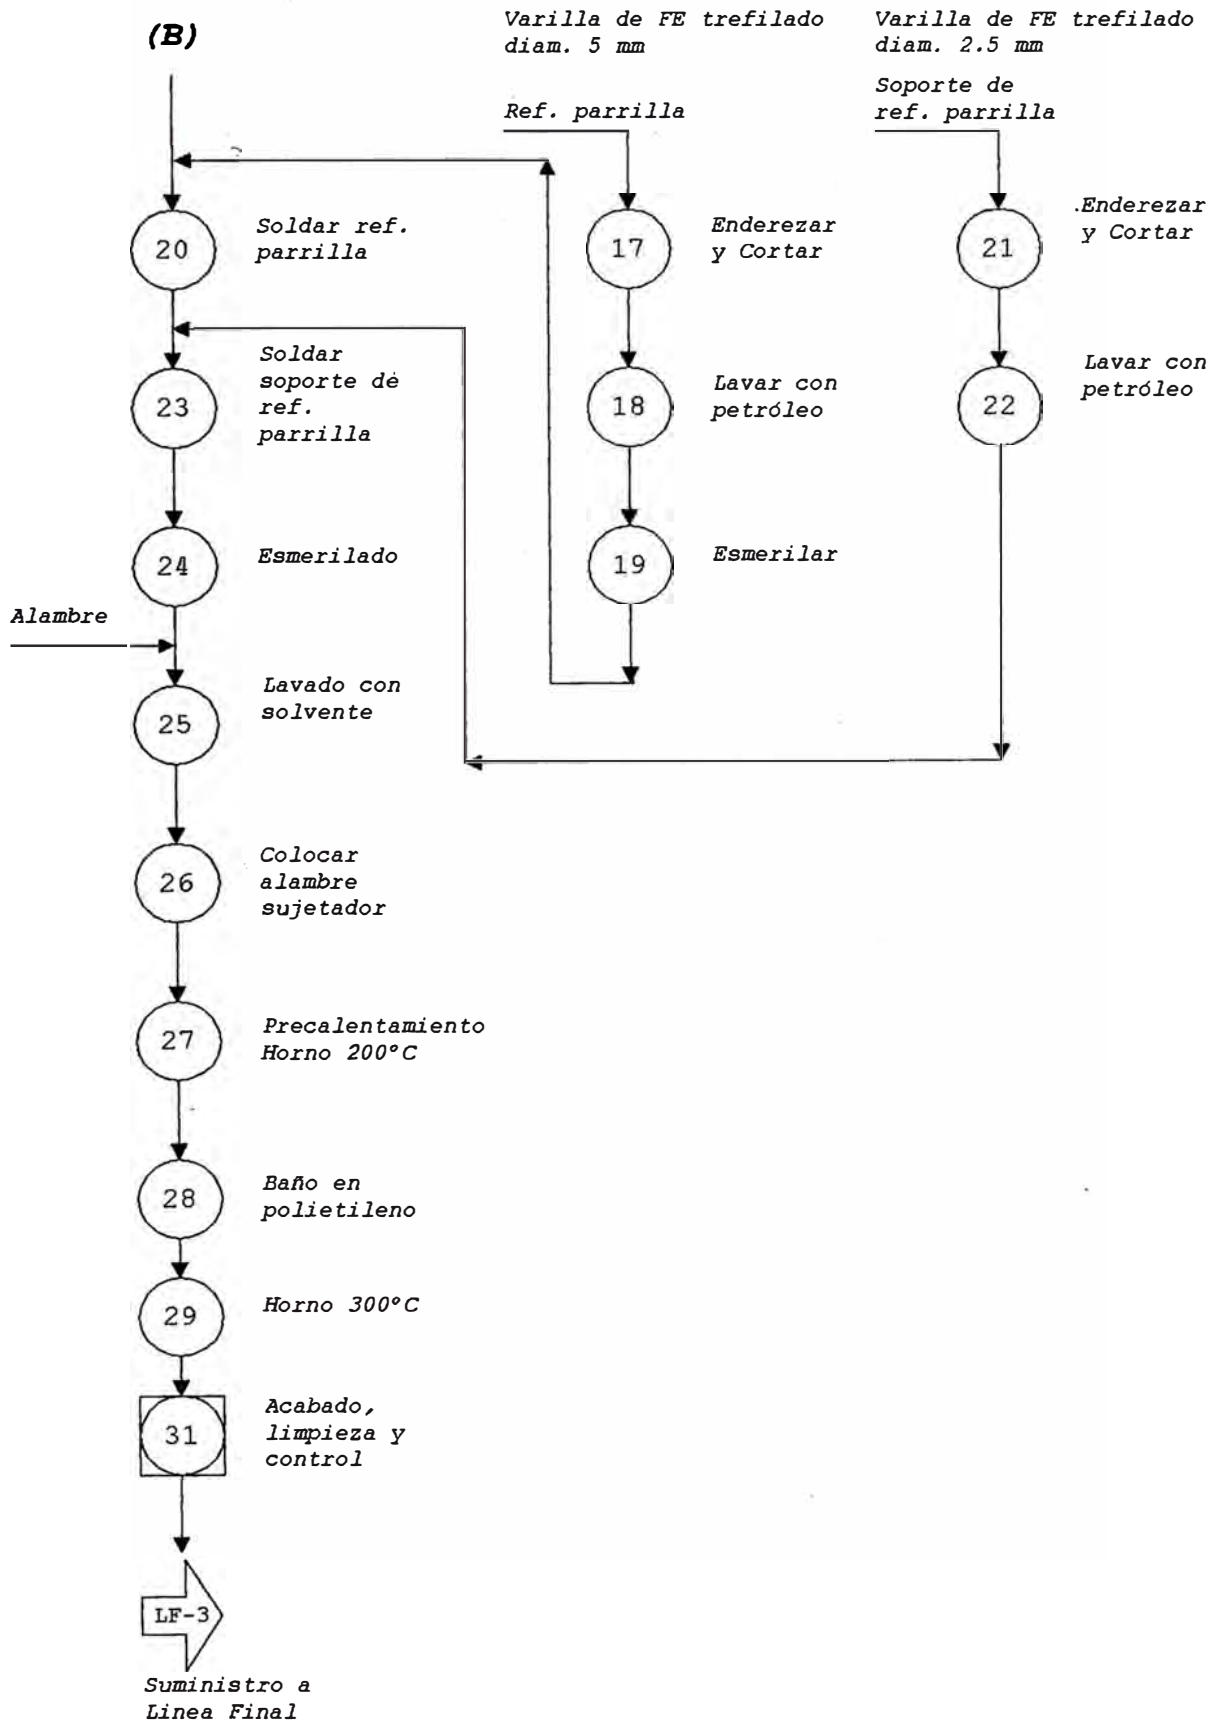 (B)
Varilla de FE trefilado
diam. 5 mm
Varilla de FE trefilado
diam. 2.5 mm
Ref. parrilla
Soporte de
ref. parrilla
20
Soldar ref.
parrilla
17
Enderezar
y Cortar
21
.Enderezar
y Cortar
23
Soldar
soporte de
ref.
parrilla
18
Lavar con
petróleo
22
Lavar con
petróleo
24
Esmerilado
19
Esmerilar
Alambre
25
Lavado con
solvente
26
Colocar
alambre
sujetador
27
Precalentamiento
Horno 200°C
28
Baño en
polietileno
29
Horno 300°C
31
Acabado,
limpieza y
control
LF-3
Suministro a
Linea Final